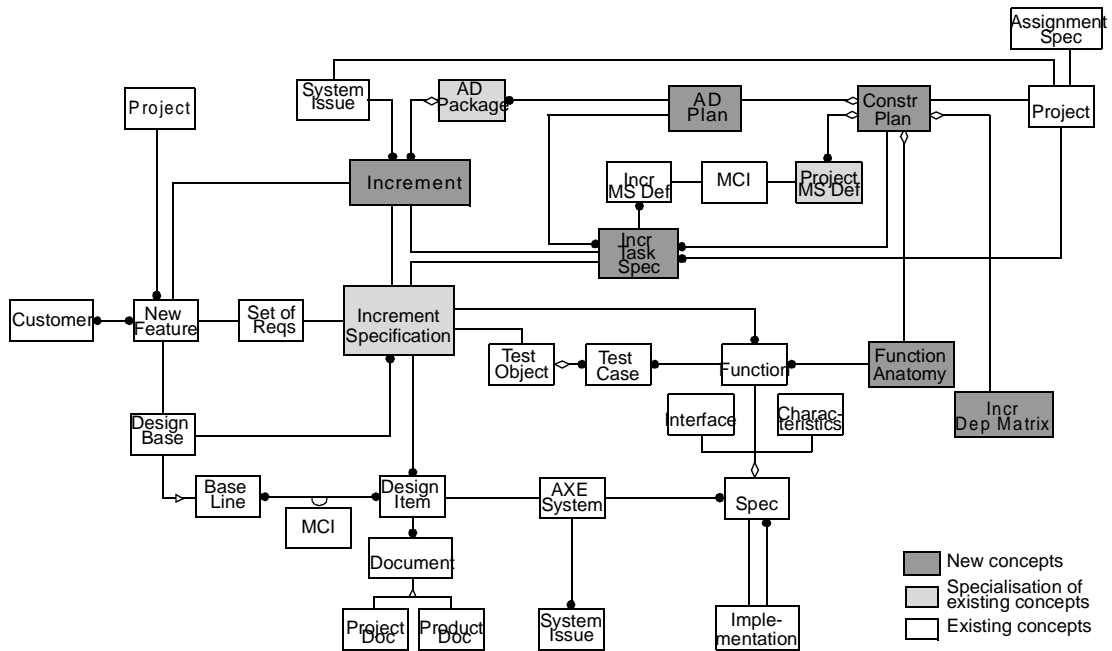 Assignment
Spec
System
Issue
AD
Package
AD
Plan
Constr
Plan
Project
Project
Increment
Incr
MS Def
MCI
Project
MS Def
Incr
Task
Spec
Customer
New
Feature
Set of
Reqs
Increment
Specification
Test
Object
Test
Case
Function
Function
Anatomy
Interface
Charac-
teristics
Incr
Dep Matrix
Design
Base
Base
Line
MCI
Design
Item
AXE
System
Spec
Document
Project
Doc
Product
Doc
System
Issue
Imple-
mentation
New concepts
Specialisation of
existing concepts
Existing concepts